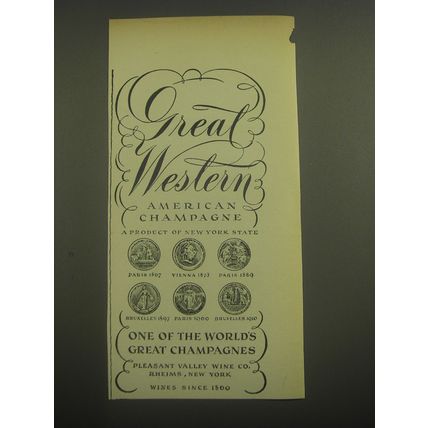 Great
Western
AMERICAN
CHAMPAGNE
A PRODUCT OF NEW YORK STATE
PARIS 1867 VIENNA 1873 PARIS 1889
BRUXELLES 1897 PARIS 1900 BRUXELLES 1910
ONE OF THE WORLD'S
GREAT CHAMPAGNES
PLEASANT VALLEY WINE CO.
RHEIMS, NEW YORK
WINES SINCE 1860